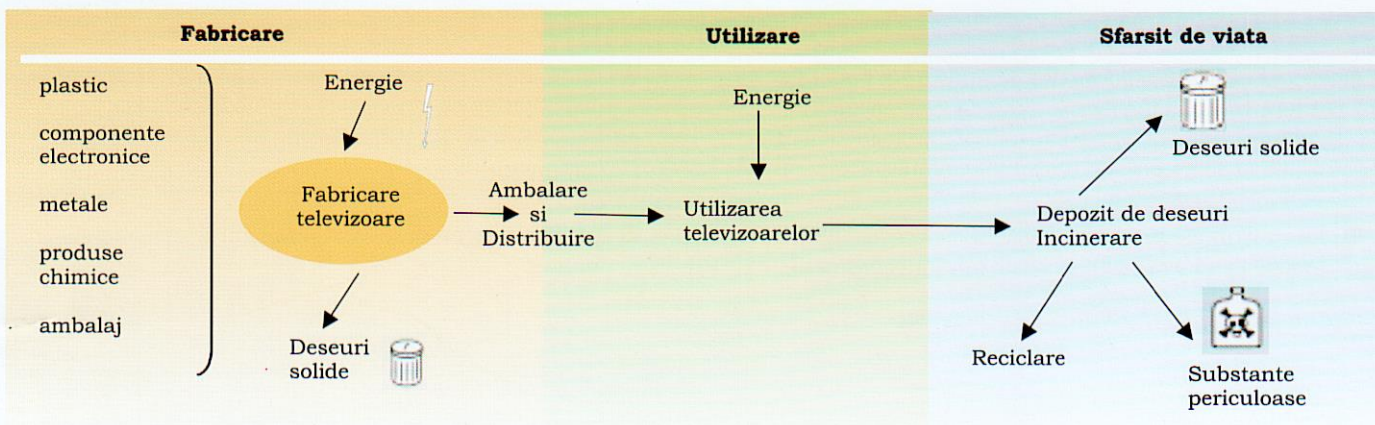 Fabricare
plastic
componente
electronice
metale
produse
chimice
ambalaj
Energie
Fabricare
televizoare
Deseuri
solide
Ambalare
si
Distribuire
Utilizare
Energie
Utilizarea
televizoarelor
Sfarsit de viata
Deseuri solide
Depozit de deseuri
Incinerare
Reciclare
Substante
periculoase